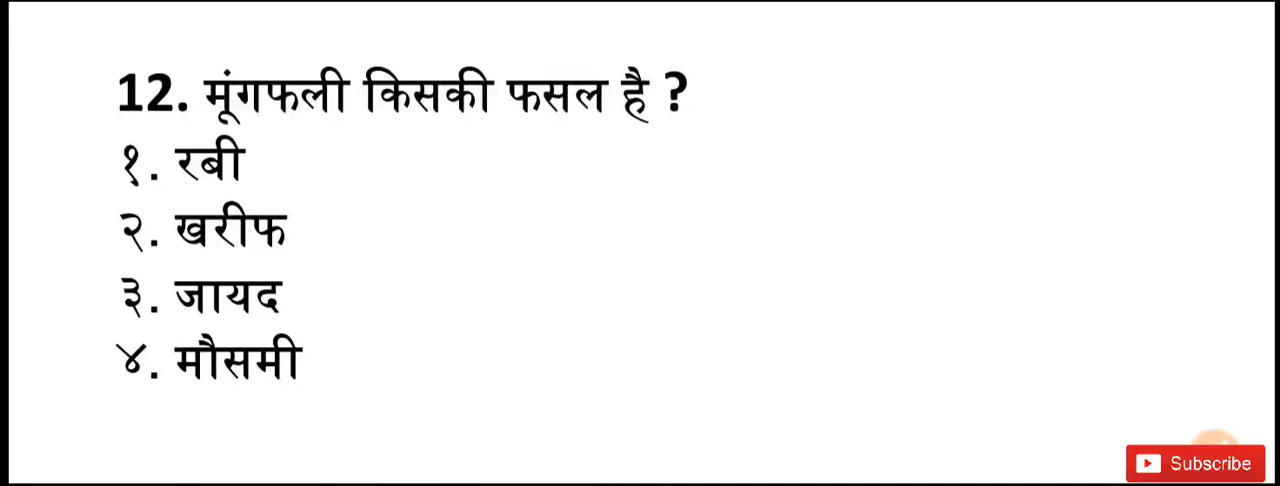 12. मूंगफली किसकी फसल है ?
१. रबी
२. खरीफ
३. जायद
४. मौसमी
Subscribe